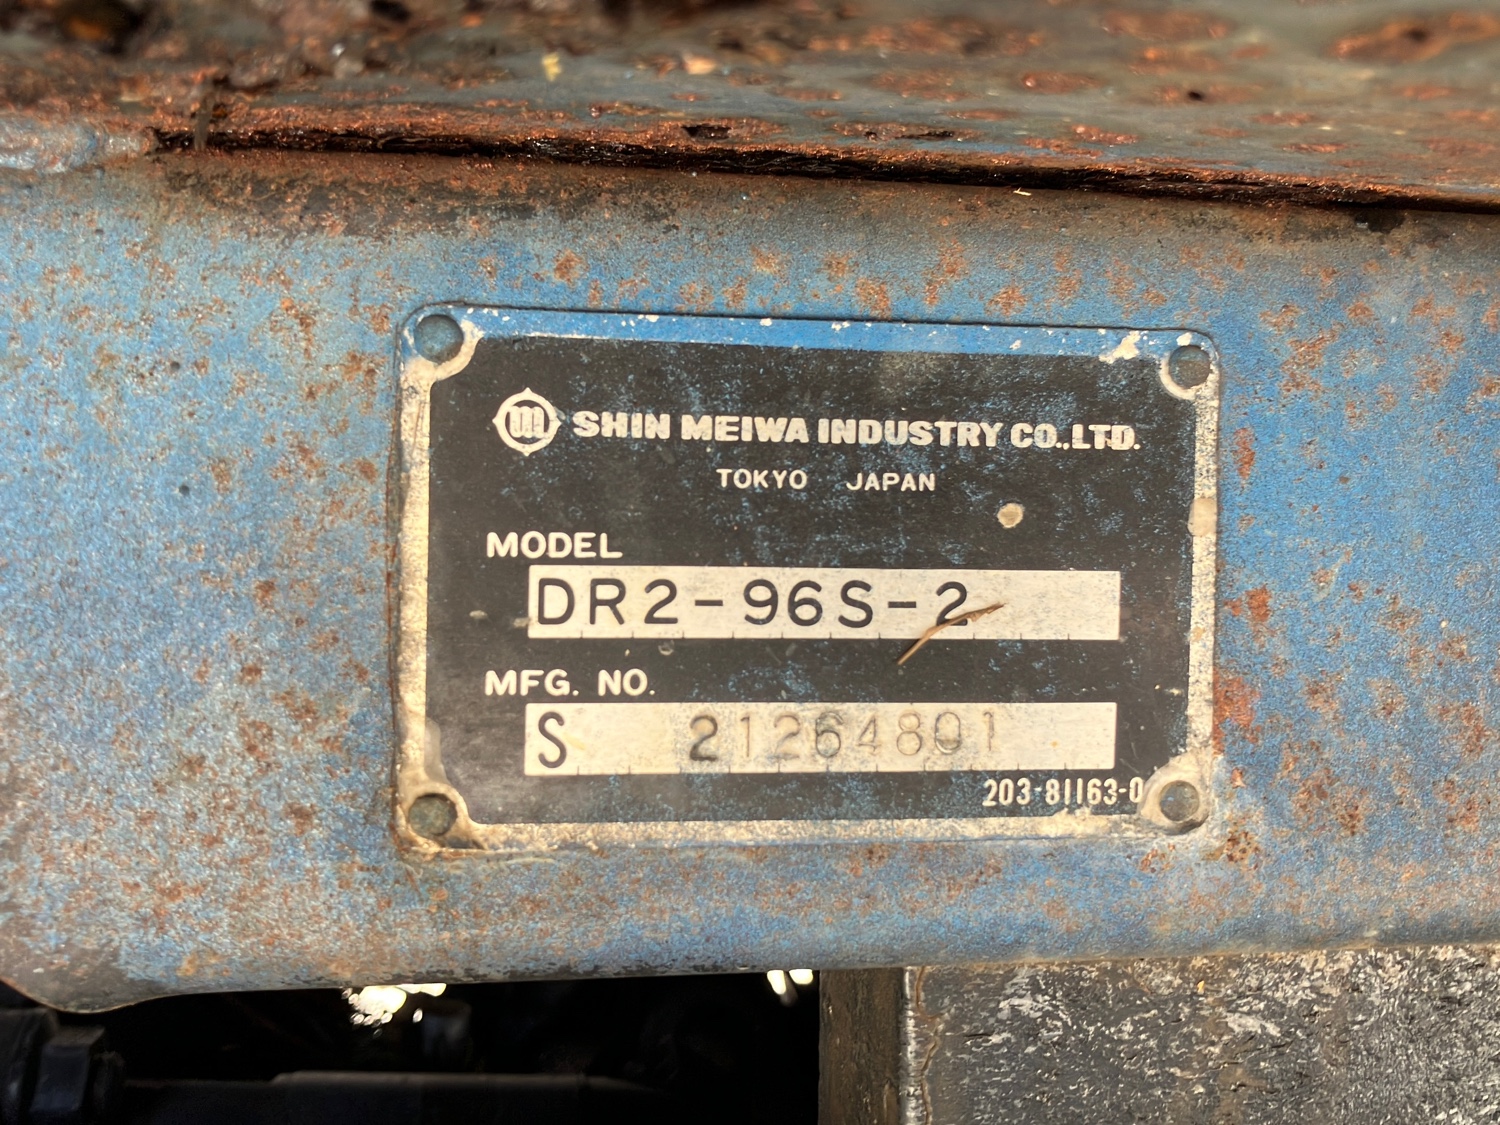 SHIN MEIWA INDUSTRY CO.,LTD.
TOKYO JAPAN
MODEL
DR2-96S-2
MFG. NO.
S 21264801
203-81163-0